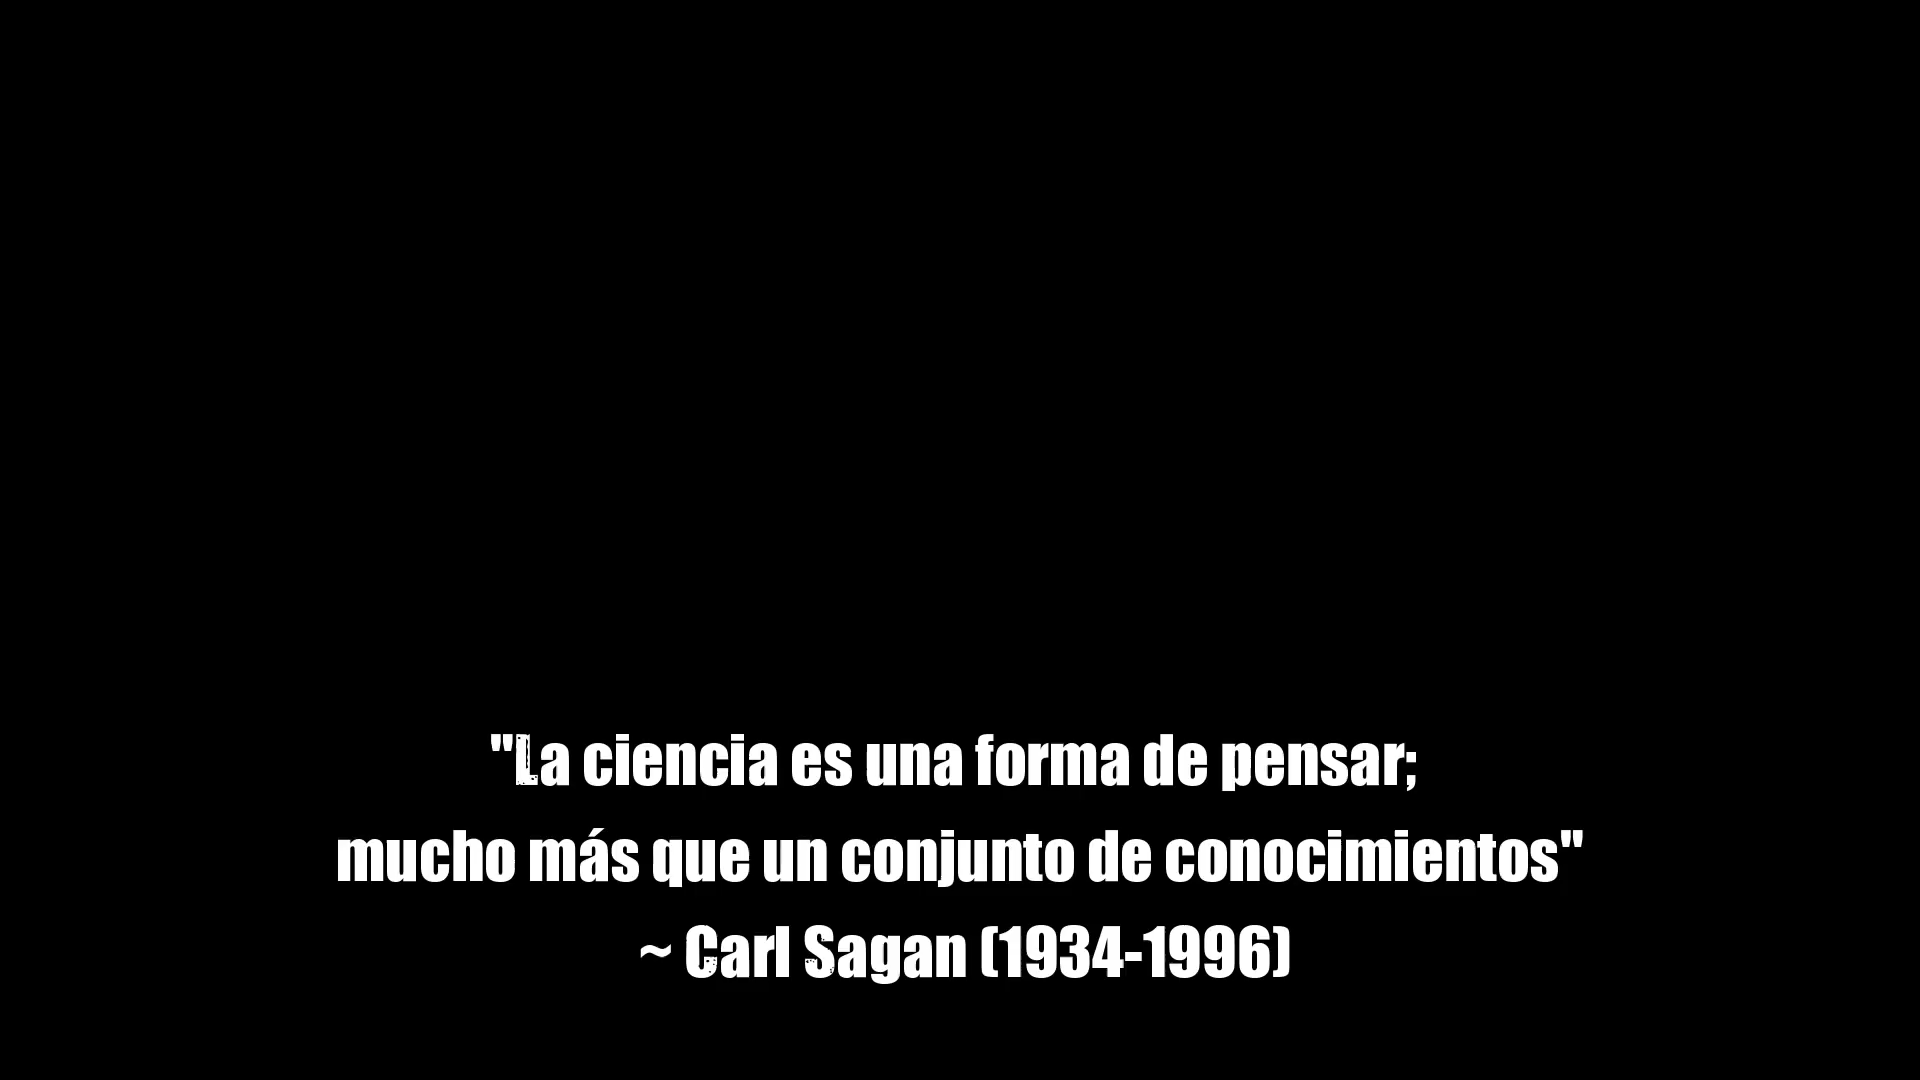 "La ciencia es una forma de pensar;
mucho más que un conjunto de conocimientos"
~ Carl Sagan (1934-1996)